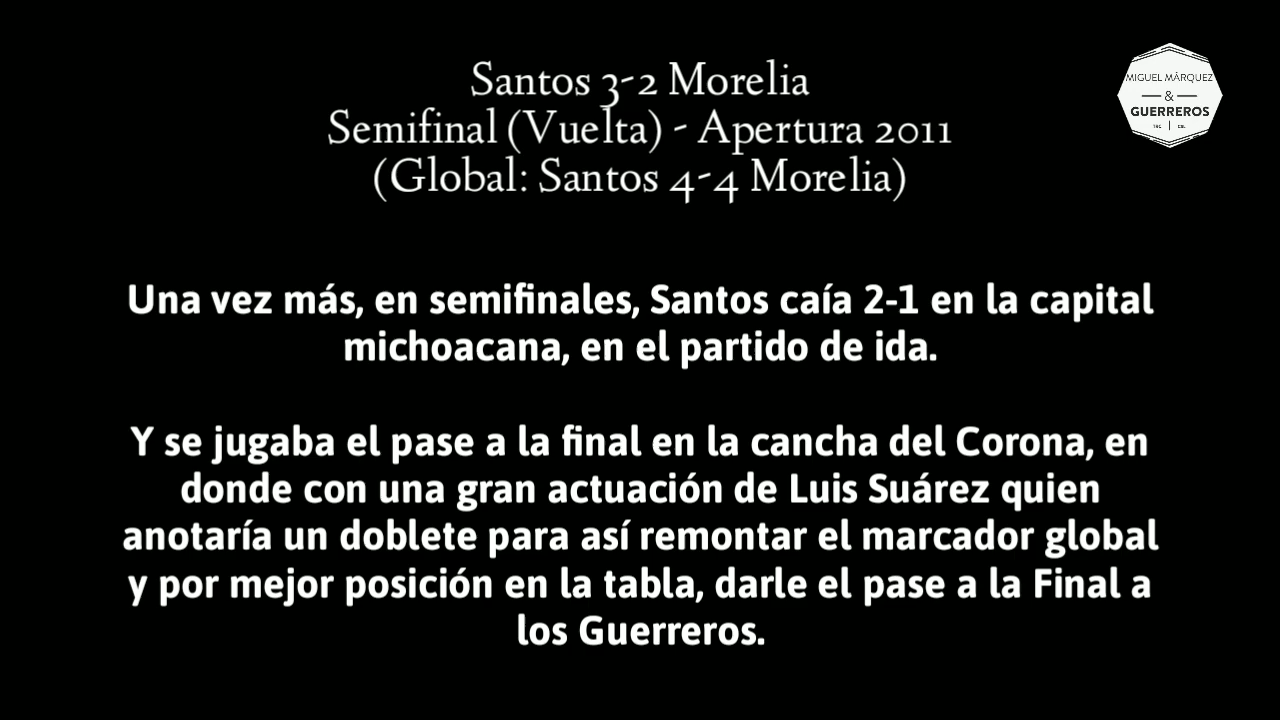 Santos 3-2 Morelia
Semifinal (Vuelta) - Apertura 2011
(Global: Santos 4-4 Morelia)
MIGUEL MÁRQUEZ
&
GUERREROS
Una vez más, en semifinales, Santos caía 2-1 en la capital
michoacana, en el partido de ida.
Y se jugaba el pase a la final en la cancha del Corona, en
donde con una gran actuación de Luis Suárez quien
anotaría un doblete para así remontar el marcador global
y por mejor posición en la tabla, darle el pase a la Final a
los Guerreros.